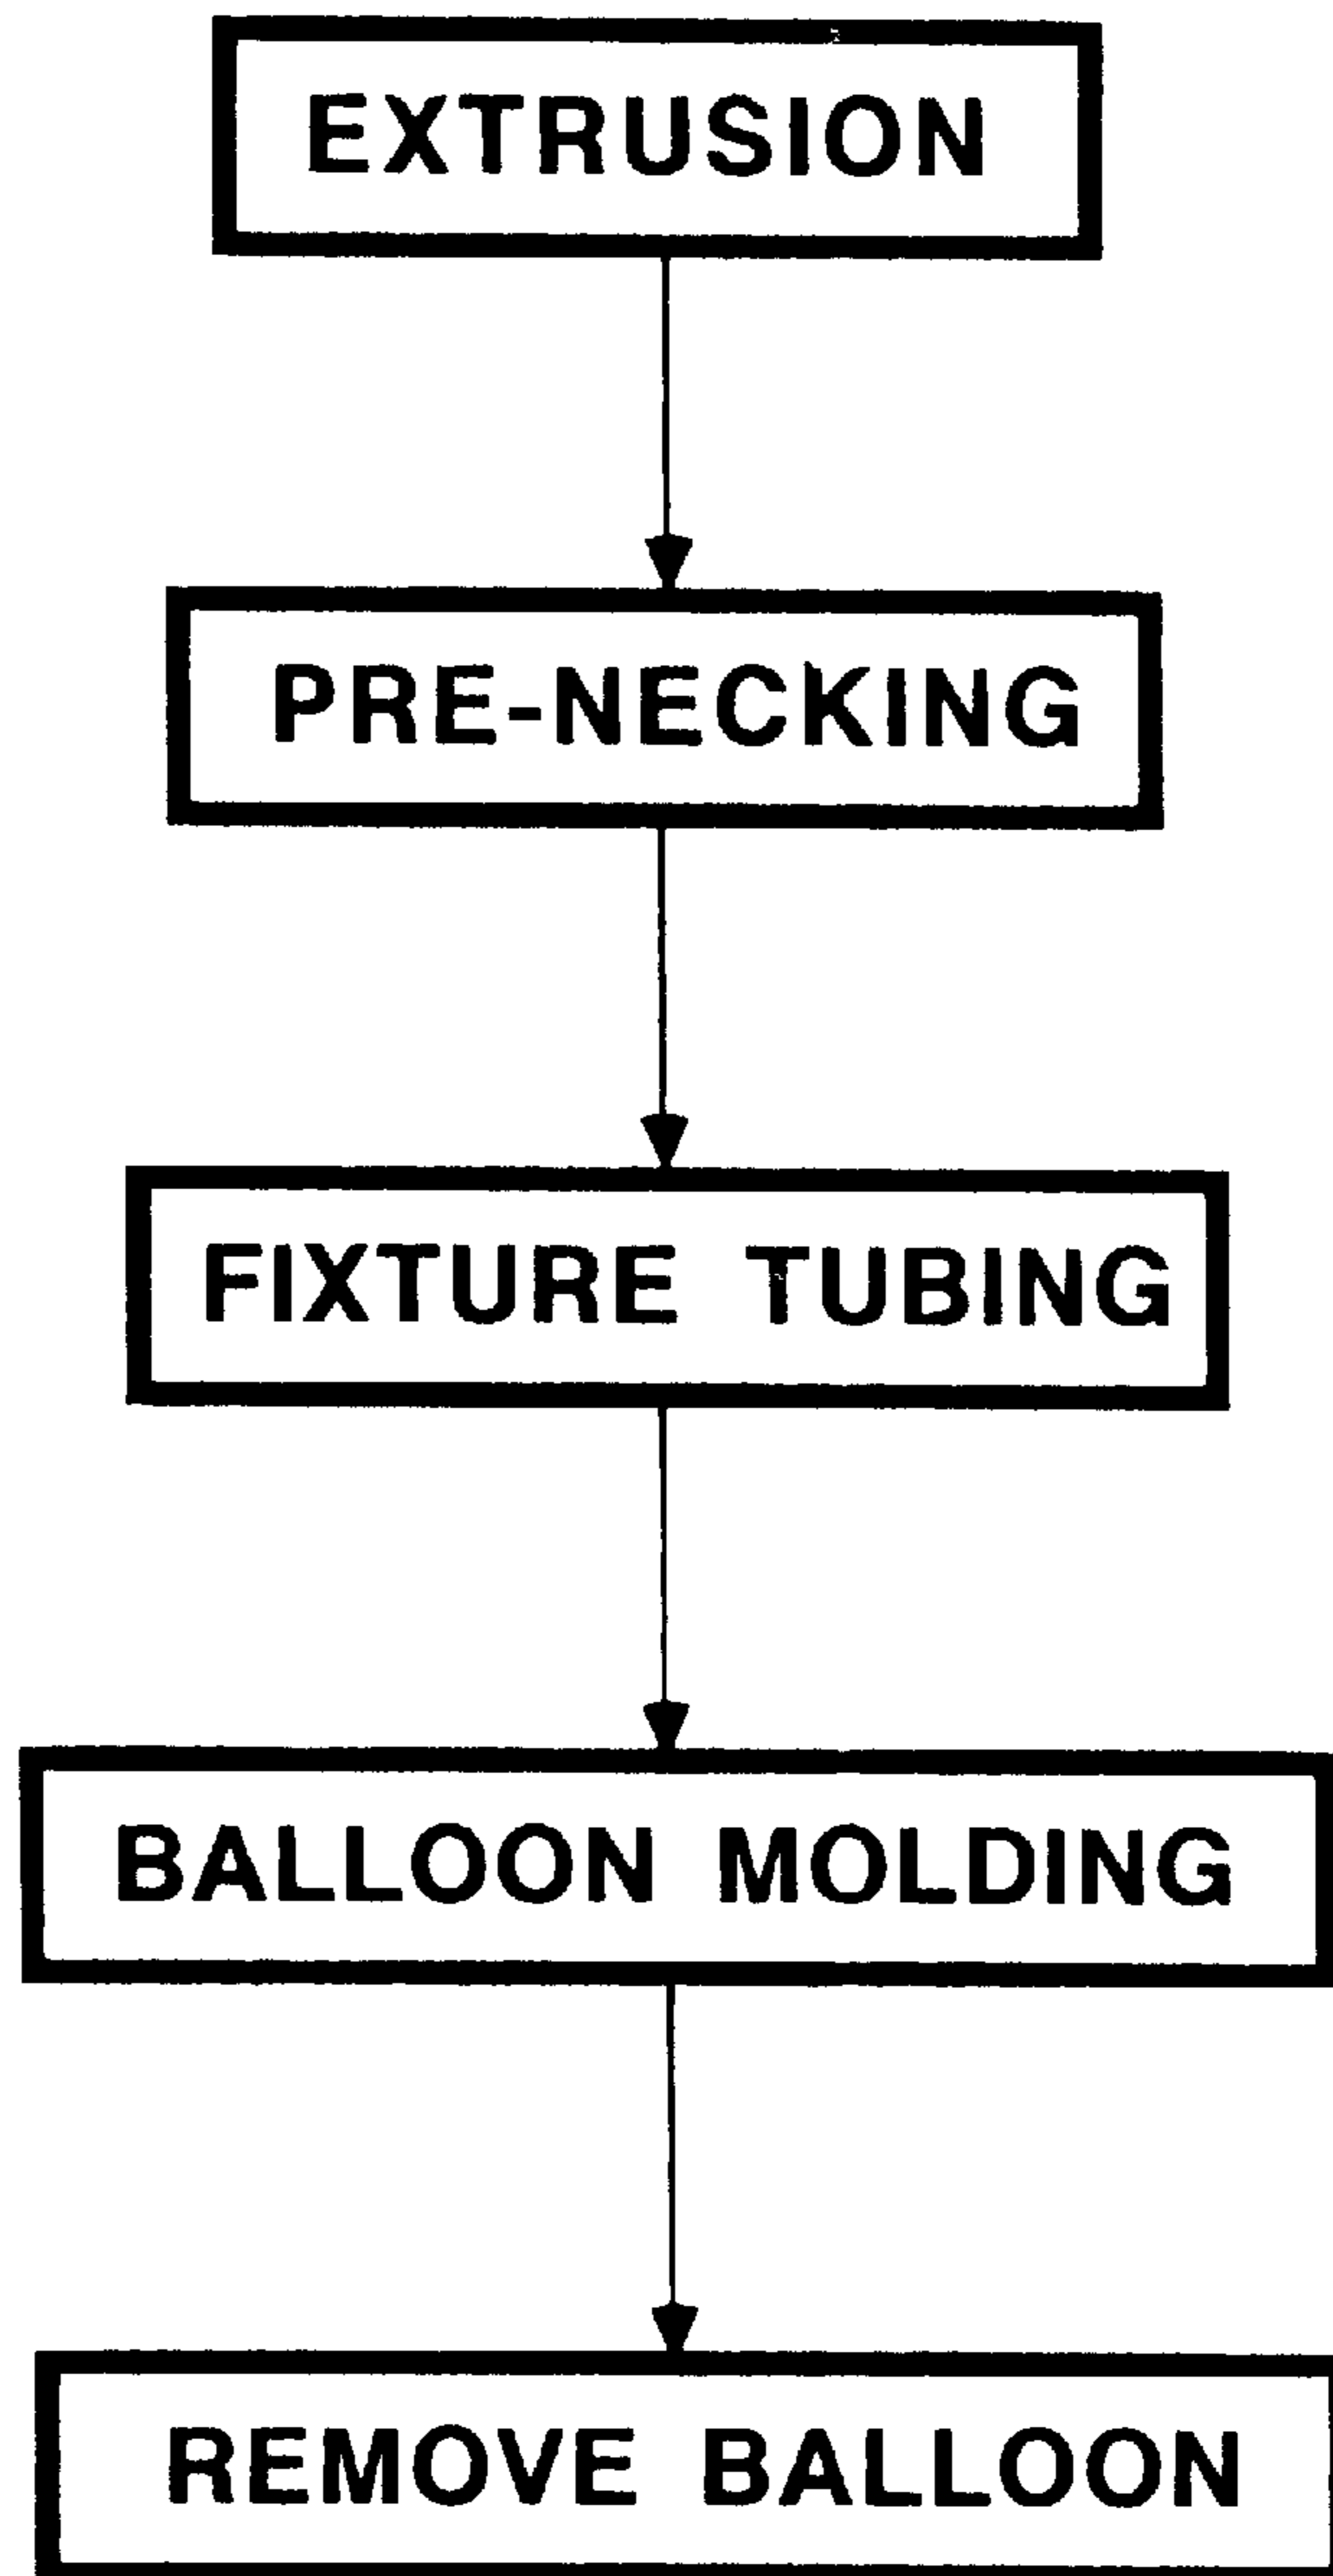 EXTRUSION
PRE-NECKING
FIXTURE TUBING
BALLOON MOLDING
REMOVE BALLOON